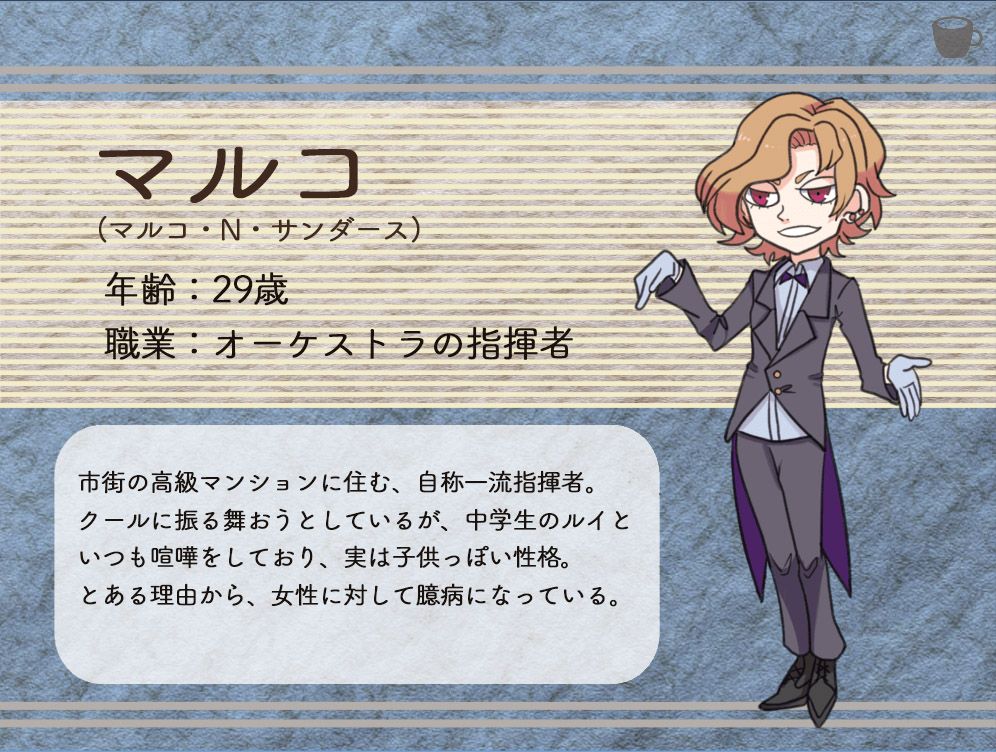 マルコ
（マルコ・N・サンダース）
年齢：29歳
職業：オーケストラの指揮者
市街の高級マンションに住む、自称一流指揮者。
クールに振る舞おうとしているが、中学生のルイと
いつも喧嘩をしており、実は子供っぽい性格。
とある理由から、女性に対して臆病になっている。